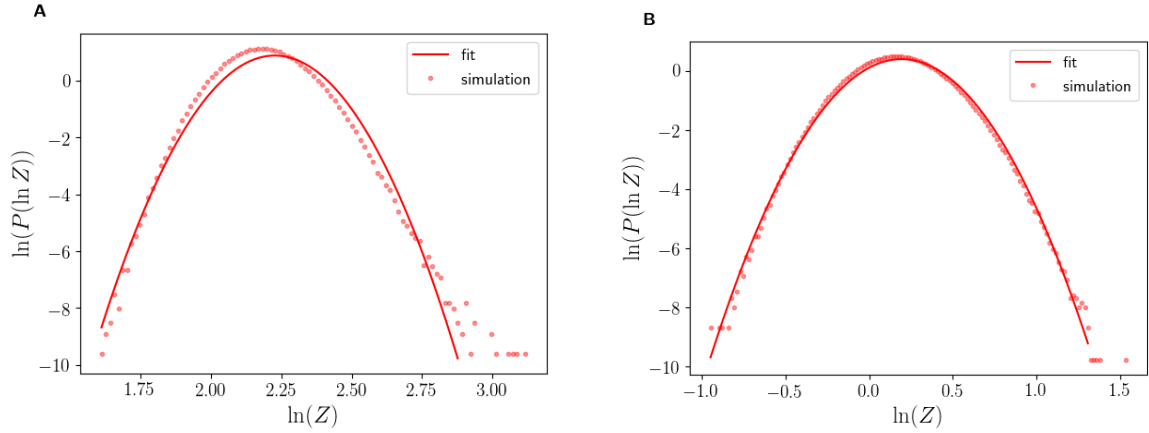 A
ln(P(ln Z))
0
−2
−4
−6
−8
−10
fit
simulation
1.75 2.00 2.25 2.50 2.75 3.00
ln(Z)
B
ln(P(ln Z))
0
−2
−4
−6
−8
−10
fit
simulation
−1.0 −0.5 0.0 0.5 1.0 1.5
ln(Z)